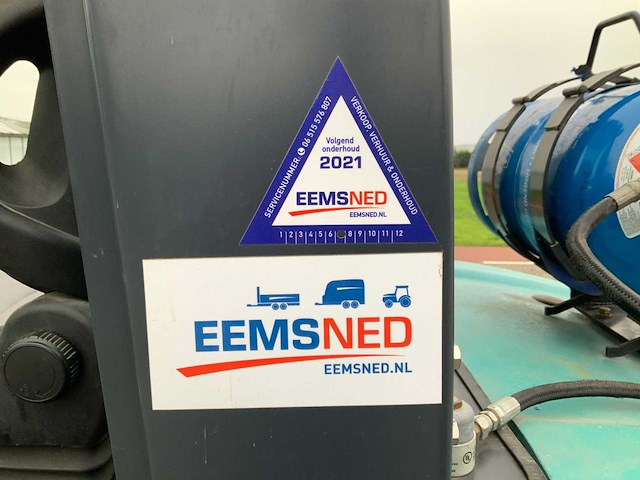 SERVICENUMMER: 06 515 576 807
VERKOOP, VERHUUR & ONDERHOUD
Volgend
onderhoud
2021
EEMSNED
EEMSNED.NL
1 2 3 4 5 6 8 9 10 11 12
EEMSNED
EEMSNED.NL